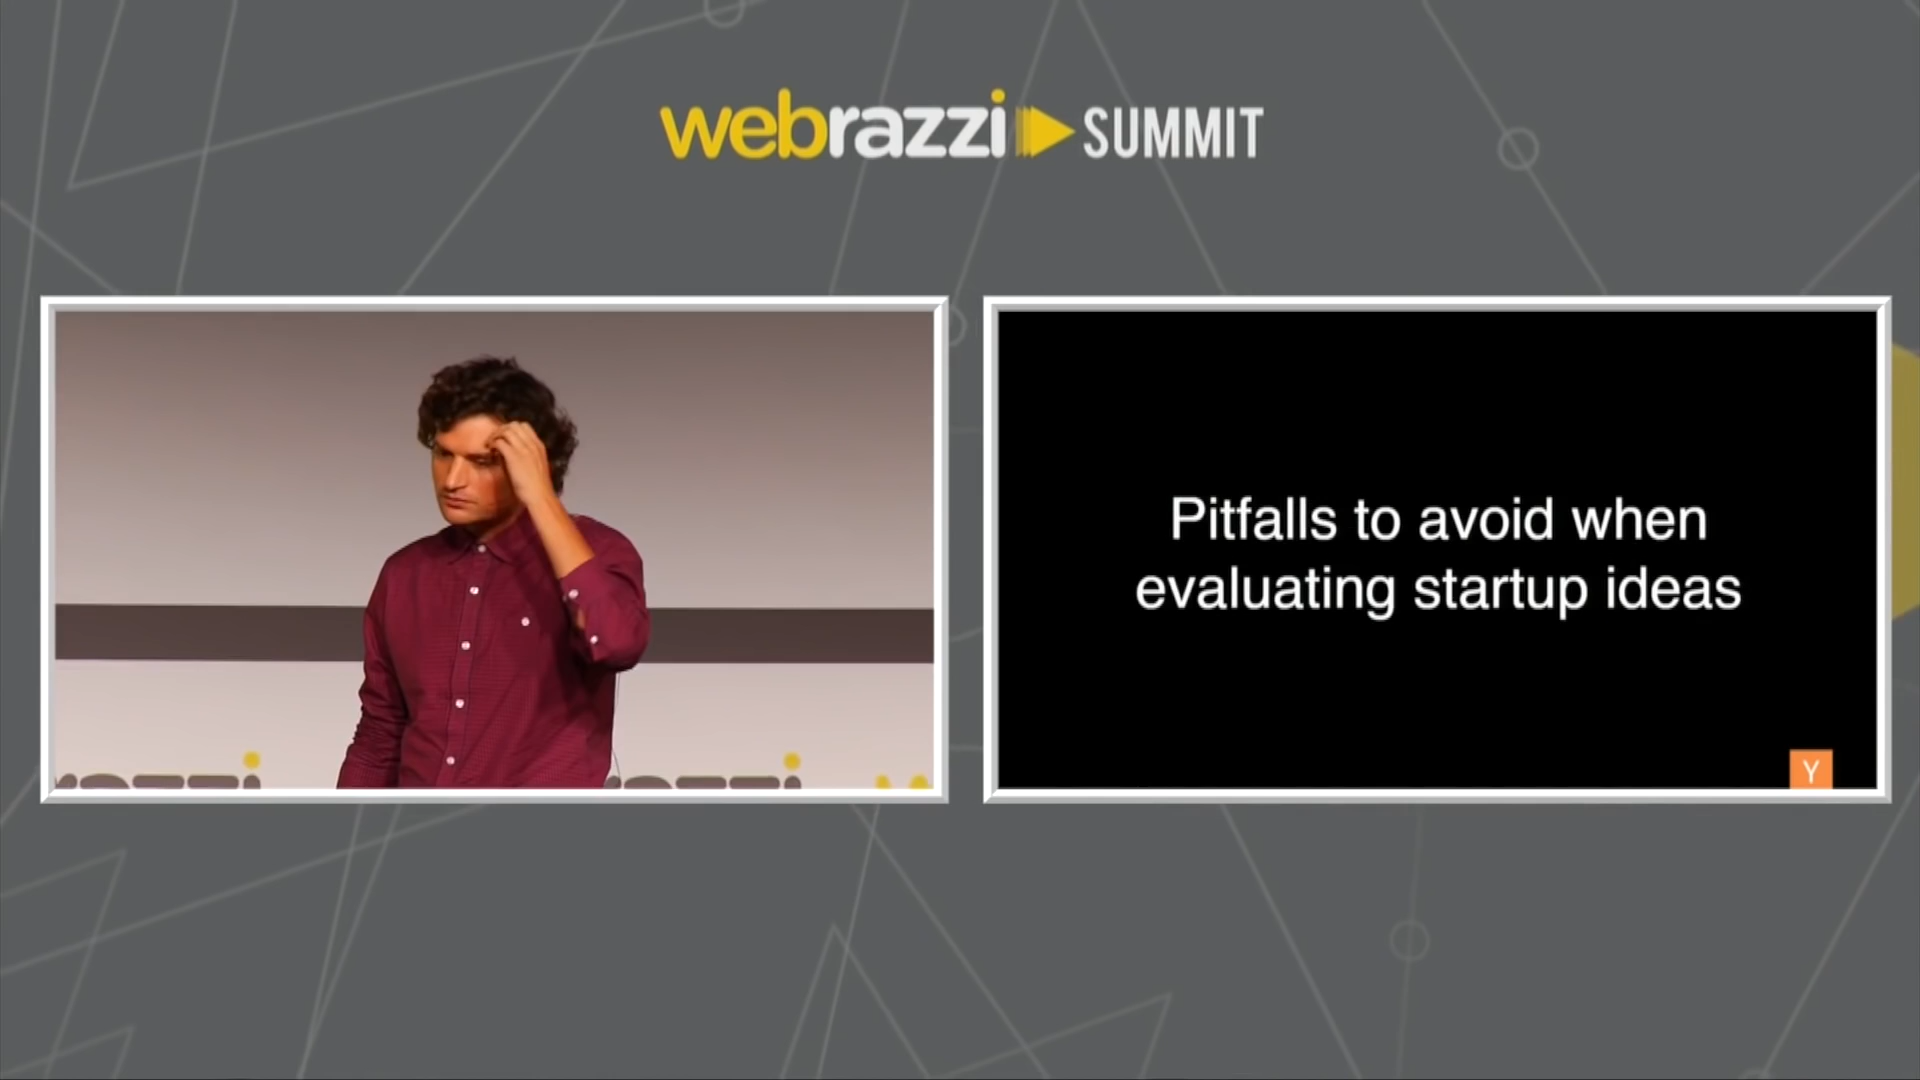 webrazzi SUMMIT
Pitfalls to avoid when
evaluating startup ideas
Y